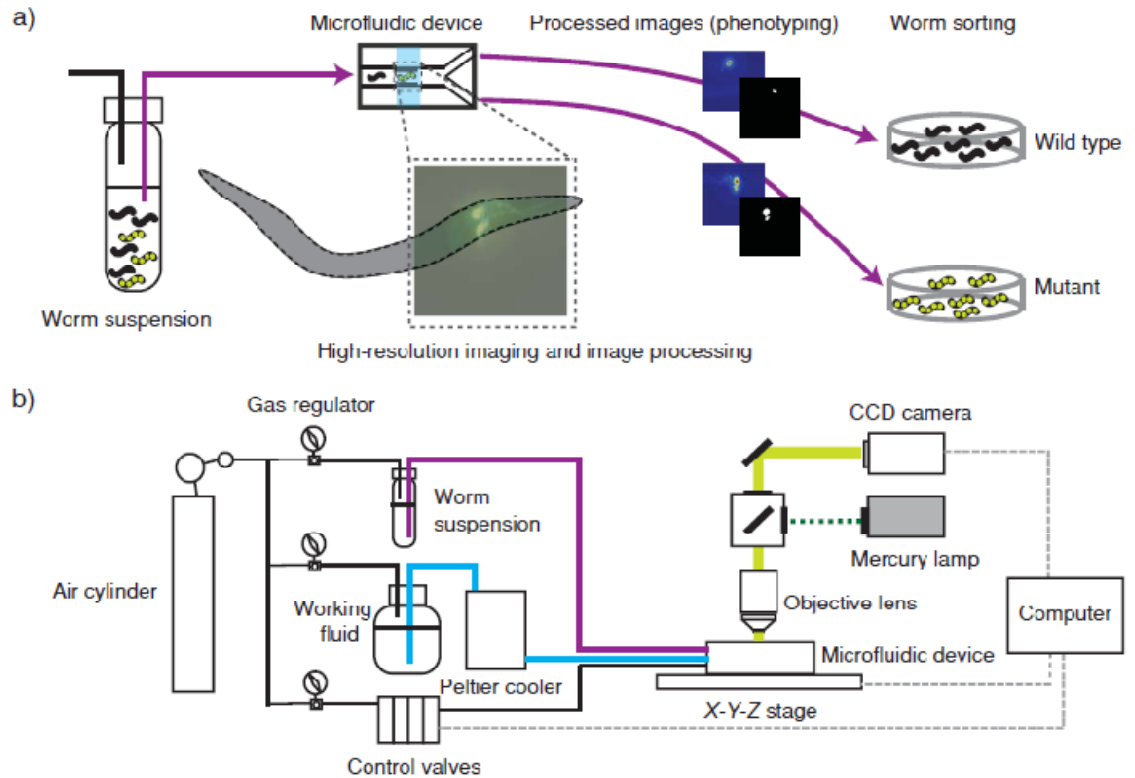 a)
Microfluidic device
Processed images (phenotyping)
Worm sorting
Wild type
Mutant
Worm suspension
High-resolution imaging and image processing
b)
Gas regulator
CCD camera
Worm
suspension
Mercury lamp
Air cylinder
Working
fluid
Objective lens
Computer
Microfluidic device
Peltier cooler
X-Y-Z stage
Control valves